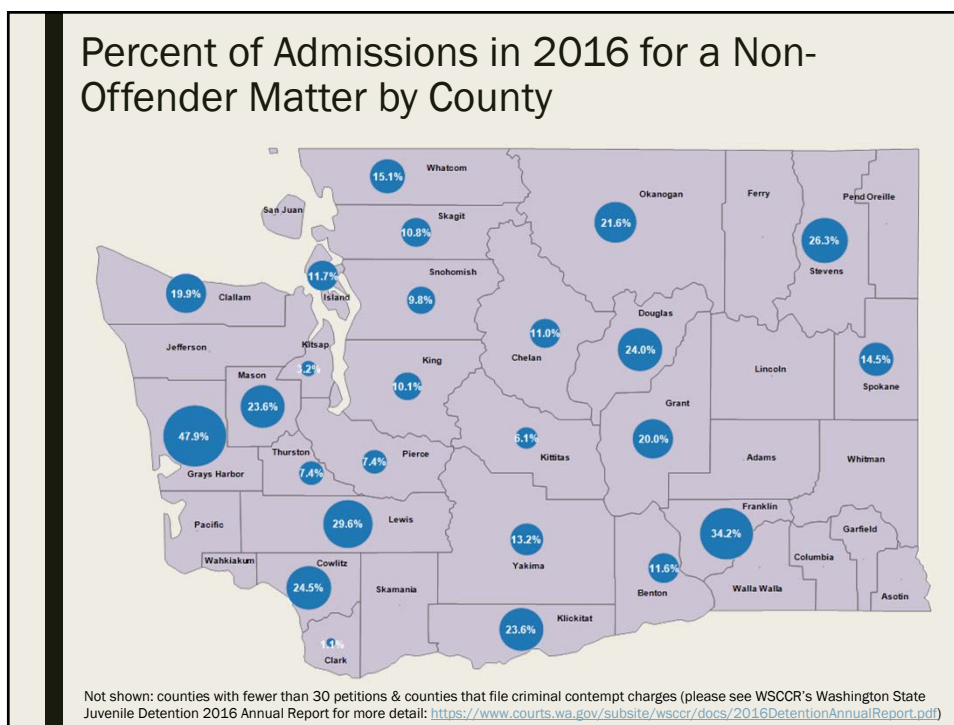 Percent of Admissions in 2016 for a Non-
Offender Matter by County
Whatcom
15.1%
Okanogan
Ferry
Pend Oreille
San Juan
Skagit
21.6%
10.8%
26.3%
Stevens
Snohomish
11.7%
Island
19.9%
Clallam
9.8%
Douglas
Jefferson
Kitsap
11.0%
Chelan
24.0%
King
3.2%
Lincoln
14.5%
Spokane
Mason
10.1%
23.6%
Grant
47.9%
Grays Harbor
6.1%
Kittitas
20.0%
Thurston
7.4%
Pierce
7.4%
Adams
Whitman
Franklin
Pacific
29.6%
Lewis
34.2%
Garfield
13.2%
Yakima
Wahkiakum
Cowlitz
Columbia
24.5%
Skamania
11.6%
Benton
Walla Walla
Asotin
Klickitat
23.6%
1.1%
Clark
Not shown: counties with fewer than 30 petitions & counties that file criminal contempt charges (please see WSCCR's Washington State
Juvenile Detention 2016 Annual Report for more detail: https://www.courts.wa.gov/subsite/wsccr/docs/2016DetentionAnnualReport.pdf)